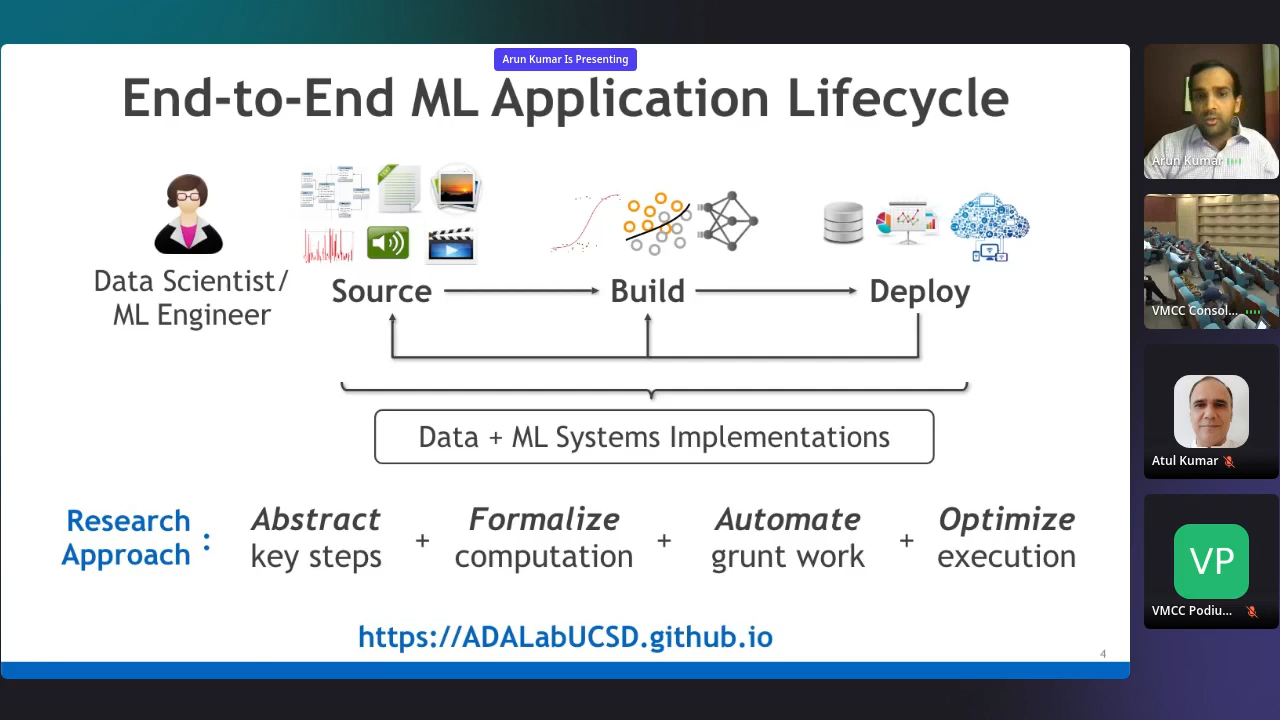 Arun Kumar Is Presenting
End-to-End ML Application Lifecycle
Arun Kumar
Data Scientist/
ML Engineer
Source
Build
Deploy
VMCC Consol...
Data + ML Systems Implementations
Atul Kumar
Research
Approach :
Abstract
key steps
+
Formalize
computation
+
Automate
grunt work
+
Optimize
execution
VP
VMCC Podiu...
https://ADALabUCSD.github.io
4